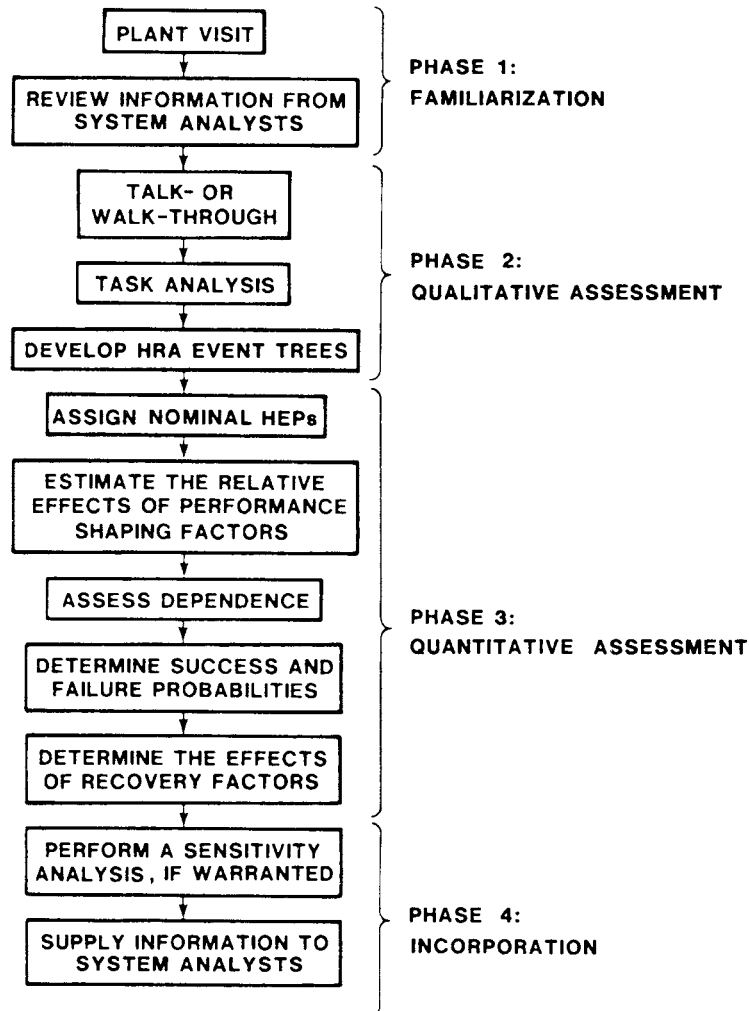 PLANT VISIT
REVIEW INFORMATION FROM
SYSTEM ANALYSTS
PHASE 1:
FAMILIARIZATION
TALK- OR
WALK-THROUGH
TASK ANALYSIS
DEVELOP HRA EVENT TREES
PHASE 2:
QUALITATIVE ASSESSMENT
ASSIGN NOMINAL HEPs
ESTIMATE THE RELATIVE
EFFECTS OF PERFORMANCE
SHAPING FACTORS
ASSESS DEPENDENCE
DETERMINE SUCCESS AND
FAILURE PROBABILITIES
DETERMINE THE EFFECTS
OF RECOVERY FACTORS
PHASE 3:
QUANTITATIVE ASSESSMENT
PERFORM A SENSITIVITY
ANALYSIS, IF WARRANTED
SUPPLY INFORMATION TO
SYSTEM ANALYSTS
PHASE 4:
INCORPORATION